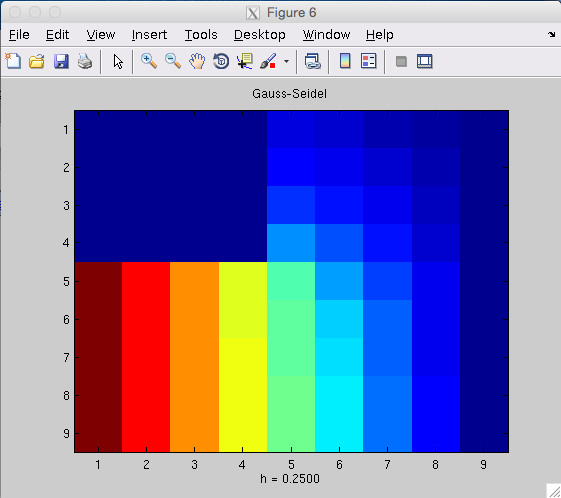 Figure 6
File Edit View Insert Tools Desktop Window Help
Gauss-Seidel
1
2
3
4
5
6
7
8
9
1 2 3 4 5 6 7 8 9
h = 0.2500